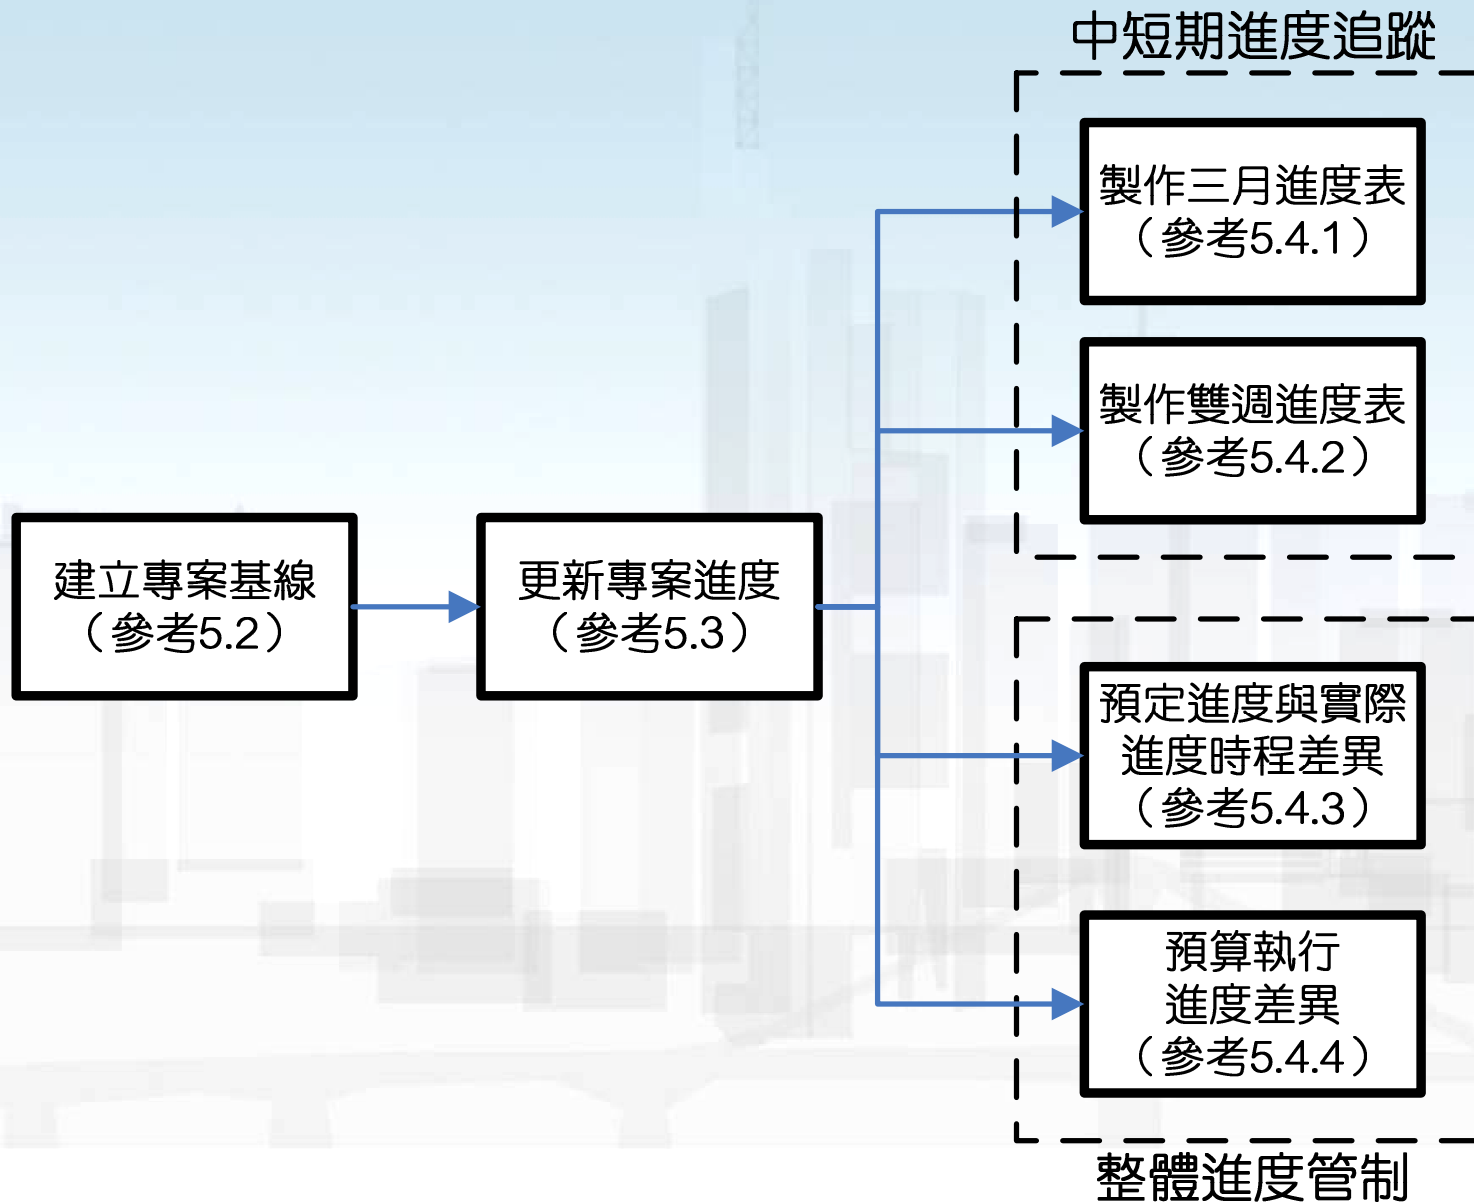 中短期進度追蹤
製作三月進度表
（參考5.4.1）
製作雙週進度表
（參考5.4.2）
建立專案基線
（參考5.2）
更新專案進度
（參考5.3）
預定進度與實際
進度時程差異
（參考5.4.3）
預算執行
進度差異
（參考5.4.4）
整體進度管制